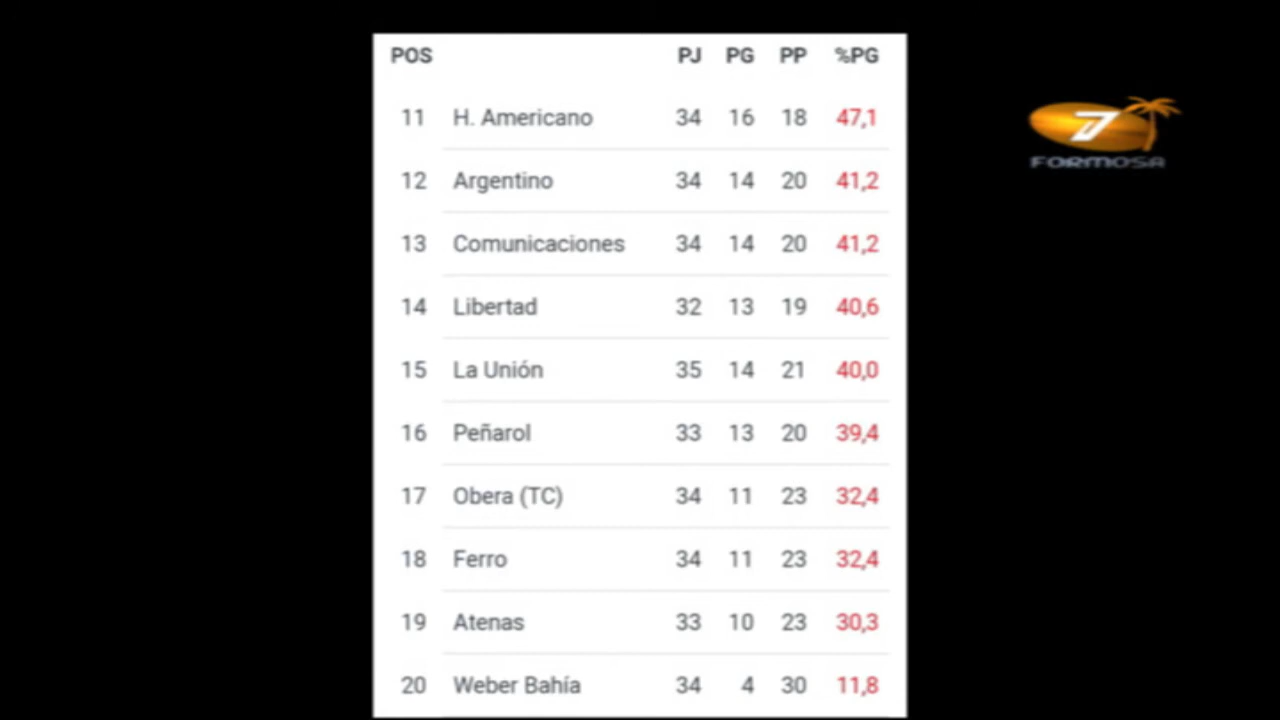 POS PJ PG PP %PG
11 H. Americano 34 16 18 47,1
12 Argentino 34 14 20 41,2
13 Comunicaciones 34 14 20 41,2
14 Libertad 32 13 19 40,6
15 La Unión 35 14 21 40,0
16 Peñarol 33 13 20 39,4
17 Obera (TC) 34 11 23 32,4
18 Ferro 34 11 23 32,4
19 Atenas 33 10 23 30,3
20 Weber Bahía 34 4 30 11,8
7
FORMOSA